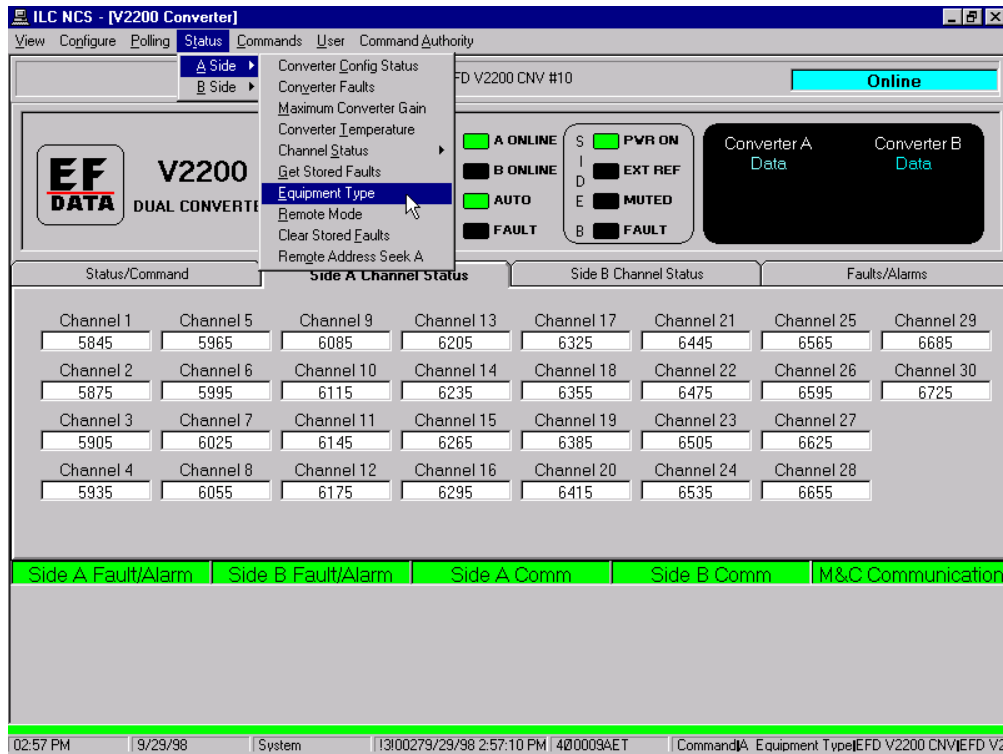 ILC NCS - [V2200 Converter]
View Configure Polling Status Commands User Command Authority
A Side
B Side
Converter Config Status
Converter Faults
Maximum Converter Gain
Converter Temperature
Channel Status
Get Stored Faults
Equipment Type
Remote Mode
Clear Stored Faults
Remote Address Seek A
FD V2200 CNV #10
Online
EF DATA
V2200
DUAL CONVERTE
A ONLINE
B ONLINE
AUTO
FAULT
SIDE B
PWR ON
EXT REF
MUTED
FAULT
Converter A
Data
Converter B
Data
Status/Command Side A Channel Status Side B Channel Status Faults/Alarms
Channel 1 Channel 5 Channel 9 Channel 13 Channel 17 Channel 21 Channel 25 Channel 29
5845 5965 6085 6205 6325 6445 6565 6685
Channel 2 Channel 6 Channel 10 Channel 14 Channel 18 Channel 22 Channel 26 Channel 30
5875 5995 6115 6235 6355 6475 6595 6725
Channel 3 Channel 7 Channel 11 Channel 15 Channel 19 Channel 23 Channel 27
5905 6025 6145 6265 6385 6505 6625
Channel 4 Channel 8 Channel 12 Channel 16 Channel 20 Channel 24 Channel 28
5935 6055 6175 6295 6415 6535 6655
Side A Fault/Alarm Side B Fault/Alarm Side A Comm Side B Comm M&C Communication
02:57 PM 9/29/98 System !3!00279/29/98 2:57:10 PM 4Ø0009AET Command|A Equipment Type|EFD V2200 CNV|EFD V2